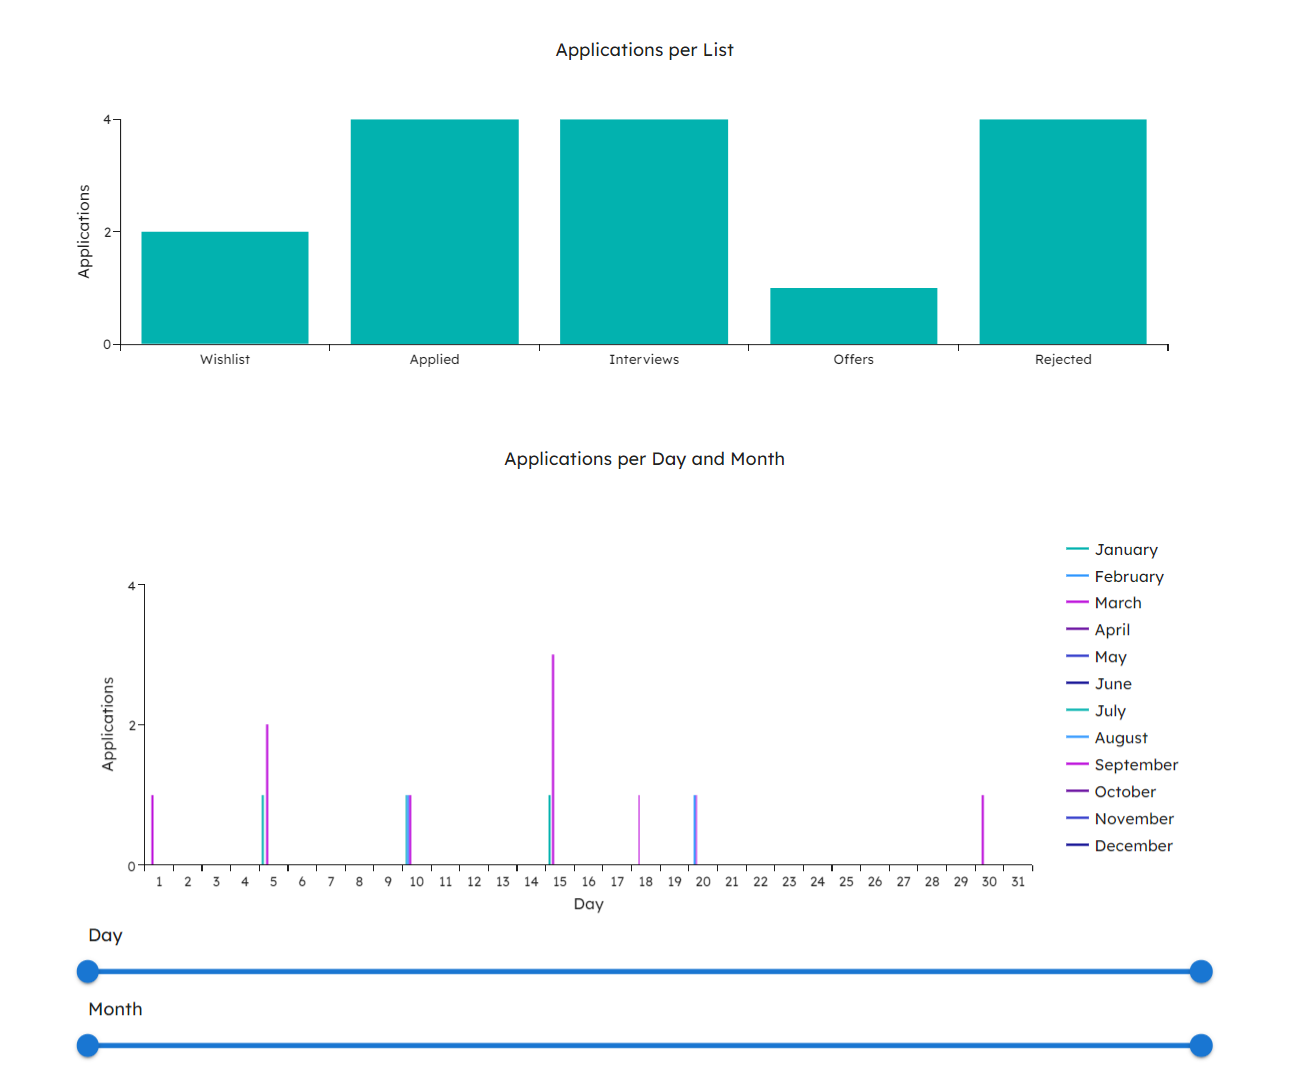 Applications per List
4
2
0
Applications
Wishlist Applied Interviews Offers Rejected
Applications per Day and Month
January
February
March
April
May
June
July
August
September
October
November
December
4
2
0
Applications
1 2 3 4 5 6 7 8 9 10 11 12 13 14 15 16 17 18 19 20 21 22 23 24 25 26 27 28 29 30 31
Day
Day
Month